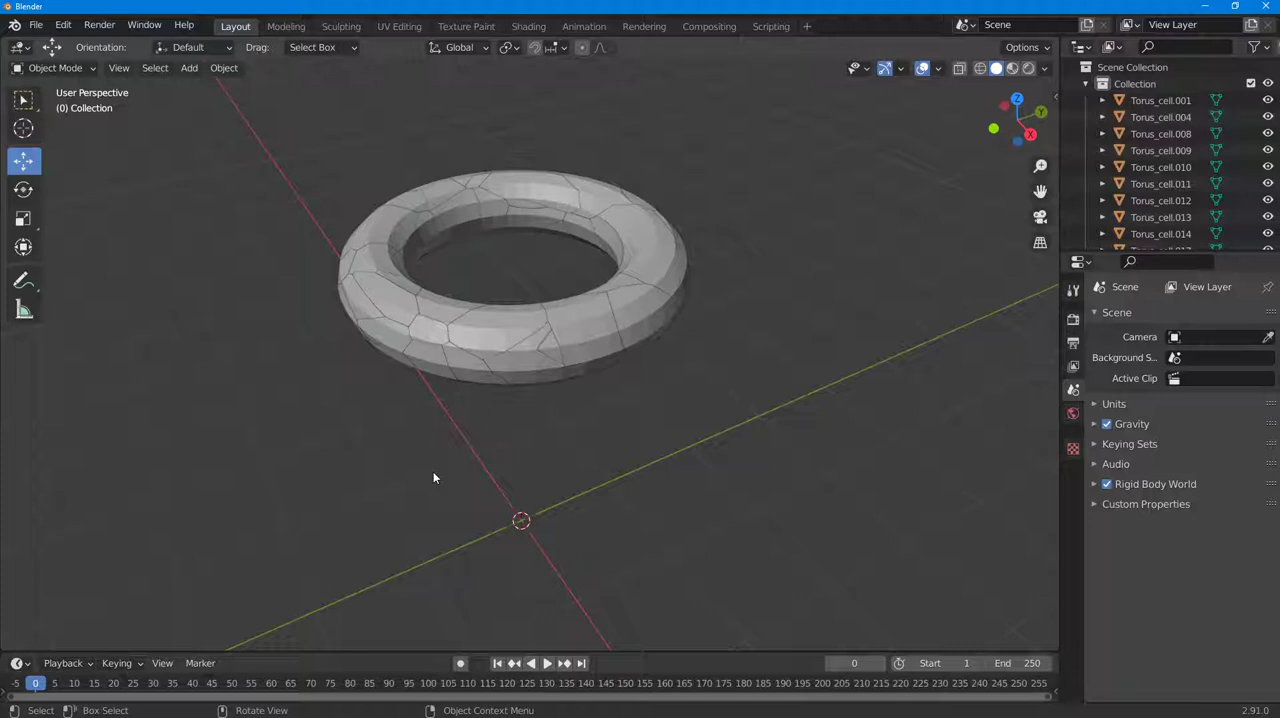 Blender
File Edit Render Window Help Layout Modeling Sculpting UV Editing Texture Paint Shading Animation Rendering Compositing Scripting + Scene View Layer
Orientation: Default Drag: Select Box Global Options
Object Mode View Select Add Object
User Perspective
(0) Collection
Z
Y
X
Scene Collection
Collection
Torus_cell.001
Torus_cell.004
Torus_cell.008
Torus_cell.009
Torus_cell.010
Torus_cell.011
Torus_cell.012
Torus_cell.013
Torus_cell.014
Scene View Layer
Scene
Camera
Background S...
Active Clip
Units
Gravity
Keying Sets
Audio
Rigid Body World
Custom Properties
Playback Keying View Marker 0 Start 1 End 250
-5 0 5 10 15 20 25 30 35 40 45 50 55 60 65 70 75 80 85 90 95 100 105 110 115 120 125 130 135 140 145 150 155 160 165 170 175 180 185 190 195 200 205 210 215 220 225 230 235 240 245 250 255
Select Box Select Rotate View Object Context Menu 2.91.0